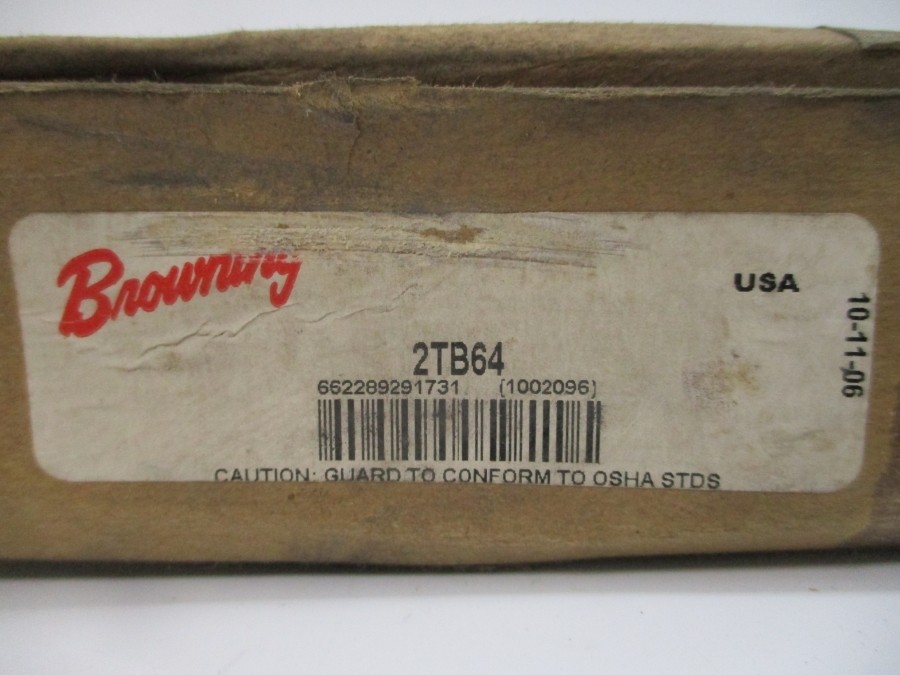 Browning
USA
10-11-06
2TB64
662289291731 (1002096)
CAUTION: GUARD TO CONFORM TO OSHA STDS